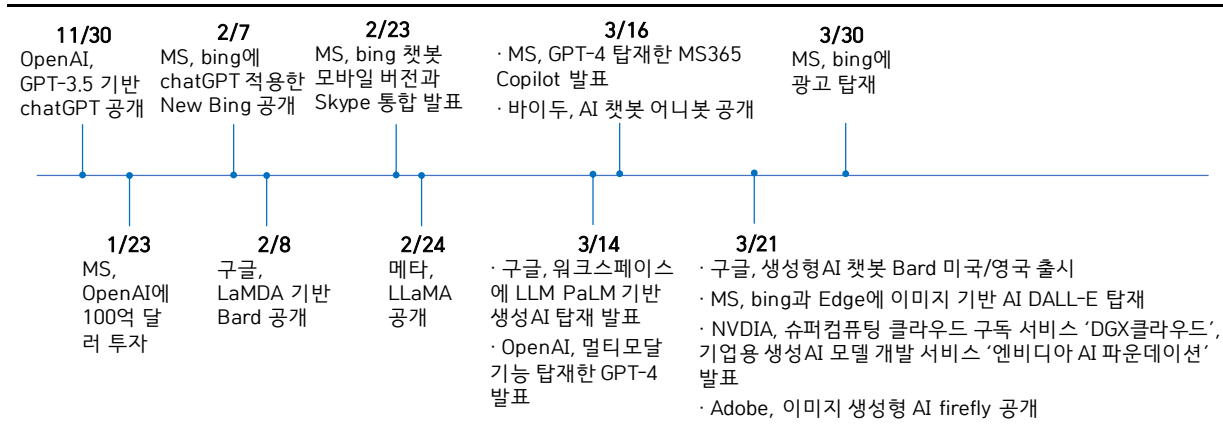 11/30
OpenAI,
GPT-3.5 기반
chatGPT 공개
2/7
MS, bing에
chatGPT 적용한
New Bing 공개
2/23
MS, bing 챗봇
모바일 버전과
Skype 통합 발표
3/16
· MS, GPT-4 탑재한 MS365
Copilot 발표
· 바이두, AI 챗봇 어니봇 공개
3/30
MS, bing에
광고 탑재
1/23
MS,
OpenAI에
100억 달
러 투자
2/8
구글,
LaMDA 기반
Bard 공개
2/24
메타,
LLaMA
공개
3/14
· 구글, 워크스페이스
에 LLM PaLM 기반
생성AI 탑재 발표
· OpenAI, 멀티모달
기능 탑재한 GPT-4
발표
3/21
· 구글, 생성형AI 챗봇 Bard 미국/영국 출시
· MS, bing과 Edge에 이미지 기반 AI DALL-E 탑재
· NVDIA, 슈퍼컴퓨팅 클라우드 구독 서비스 ‘DGX클라우드’,
기업용 생성AI 모델 개발 서비스 ‘엔비디아 AI 파운데이션’
발표
· Adobe, 이미지 생성형 AI firefly 공개